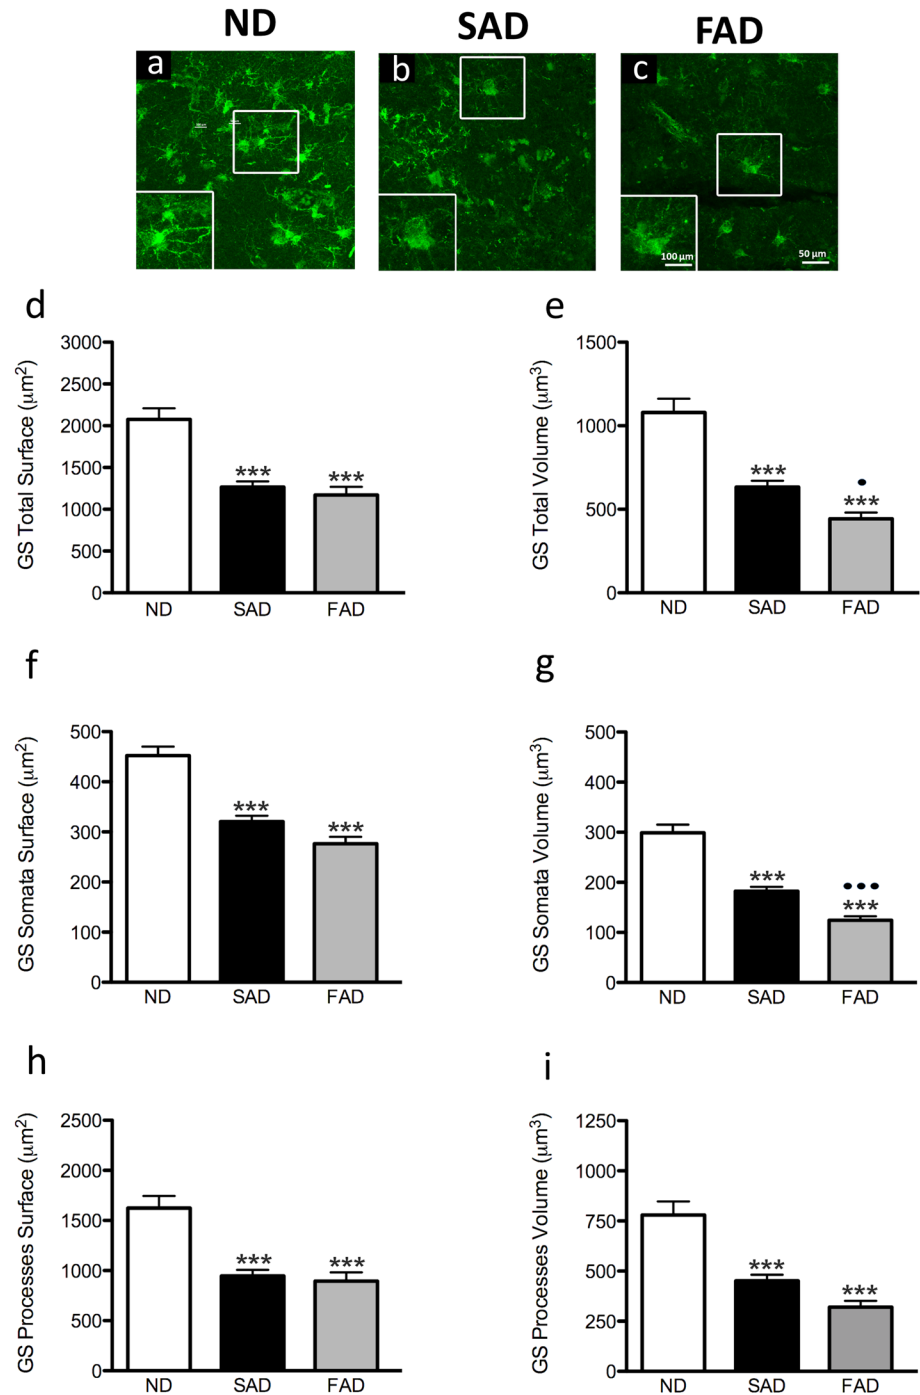 ND SAD FAD
a b c
100 µm 50 µm
d e
GS Total Surface (µm²)
3000
2500
2000
1500
1000
500
0
***
***
ND SAD FAD
GS Total Volume (µm³)
1500
1000
500
0
***
•
***
ND SAD FAD
f g
GS Somata Surface (µm²)
500
400
300
200
100
0
***
***
ND SAD FAD
GS Somata Volume (µm³)
500
400
300
200
100
0
***
•••
***
ND SAD FAD
h i
GS Processes Surface (µm²)
2500
2000
1500
1000
500
0
***
***
ND SAD FAD
GS Processes Volume (µm³)
1250
1000
750
500
250
0
***
***
ND SAD FAD